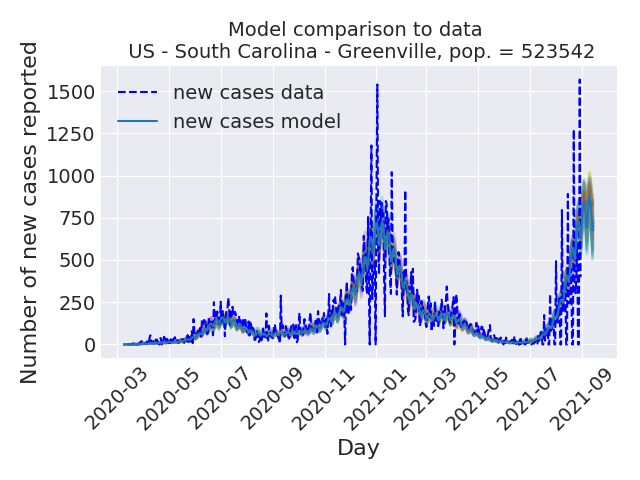 Model comparison to data
US - South Carolina - Greenville, pop. = 523542
Number of new cases reported
1500
1250
1000
750
500
250
0
new cases data
new cases model
2020-03
2020-05
2020-07
2020-09
2020-11
2021-01
2021-03
2021-05
2021-07
2021-09
Day